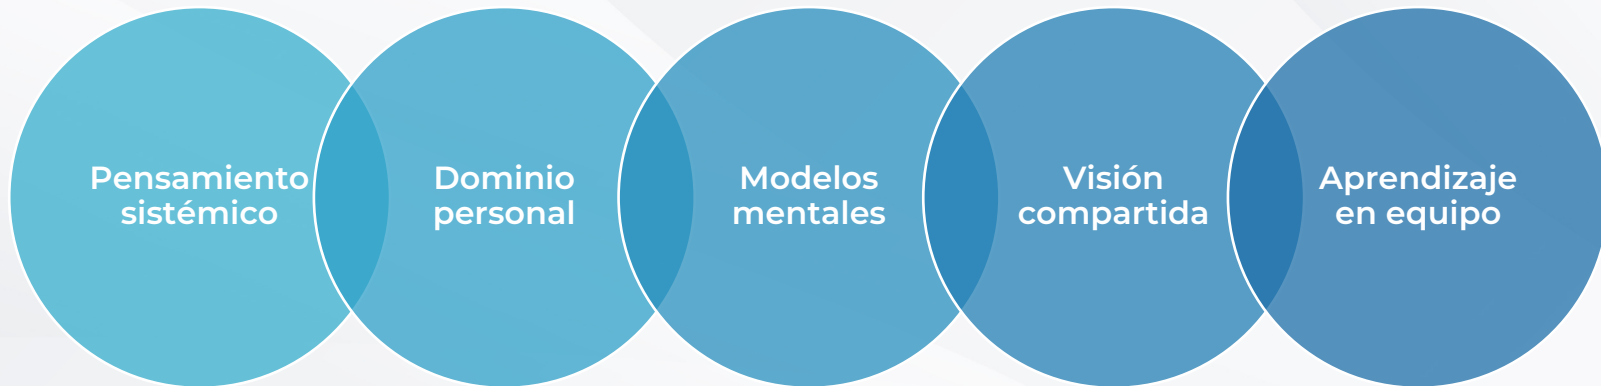 Pensamiento
sistémico
Dominio
personal
Modelos
mentales
Visión
compartida
Aprendizaje
en equipo